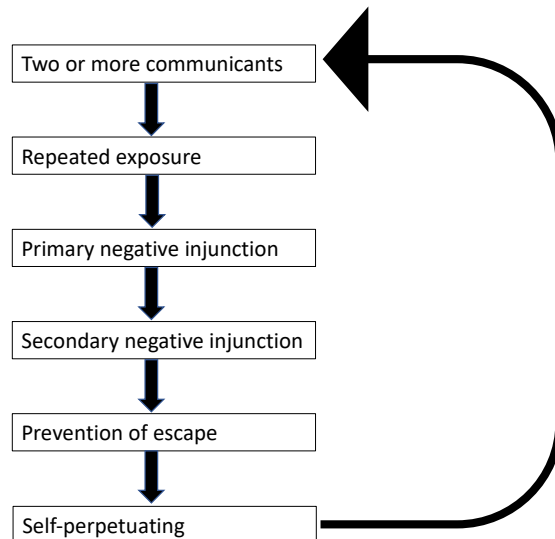 Two or more communicants
Repeated exposure
Primary negative injunction
Secondary negative injunction
Prevention of escape
Self-perpetuating